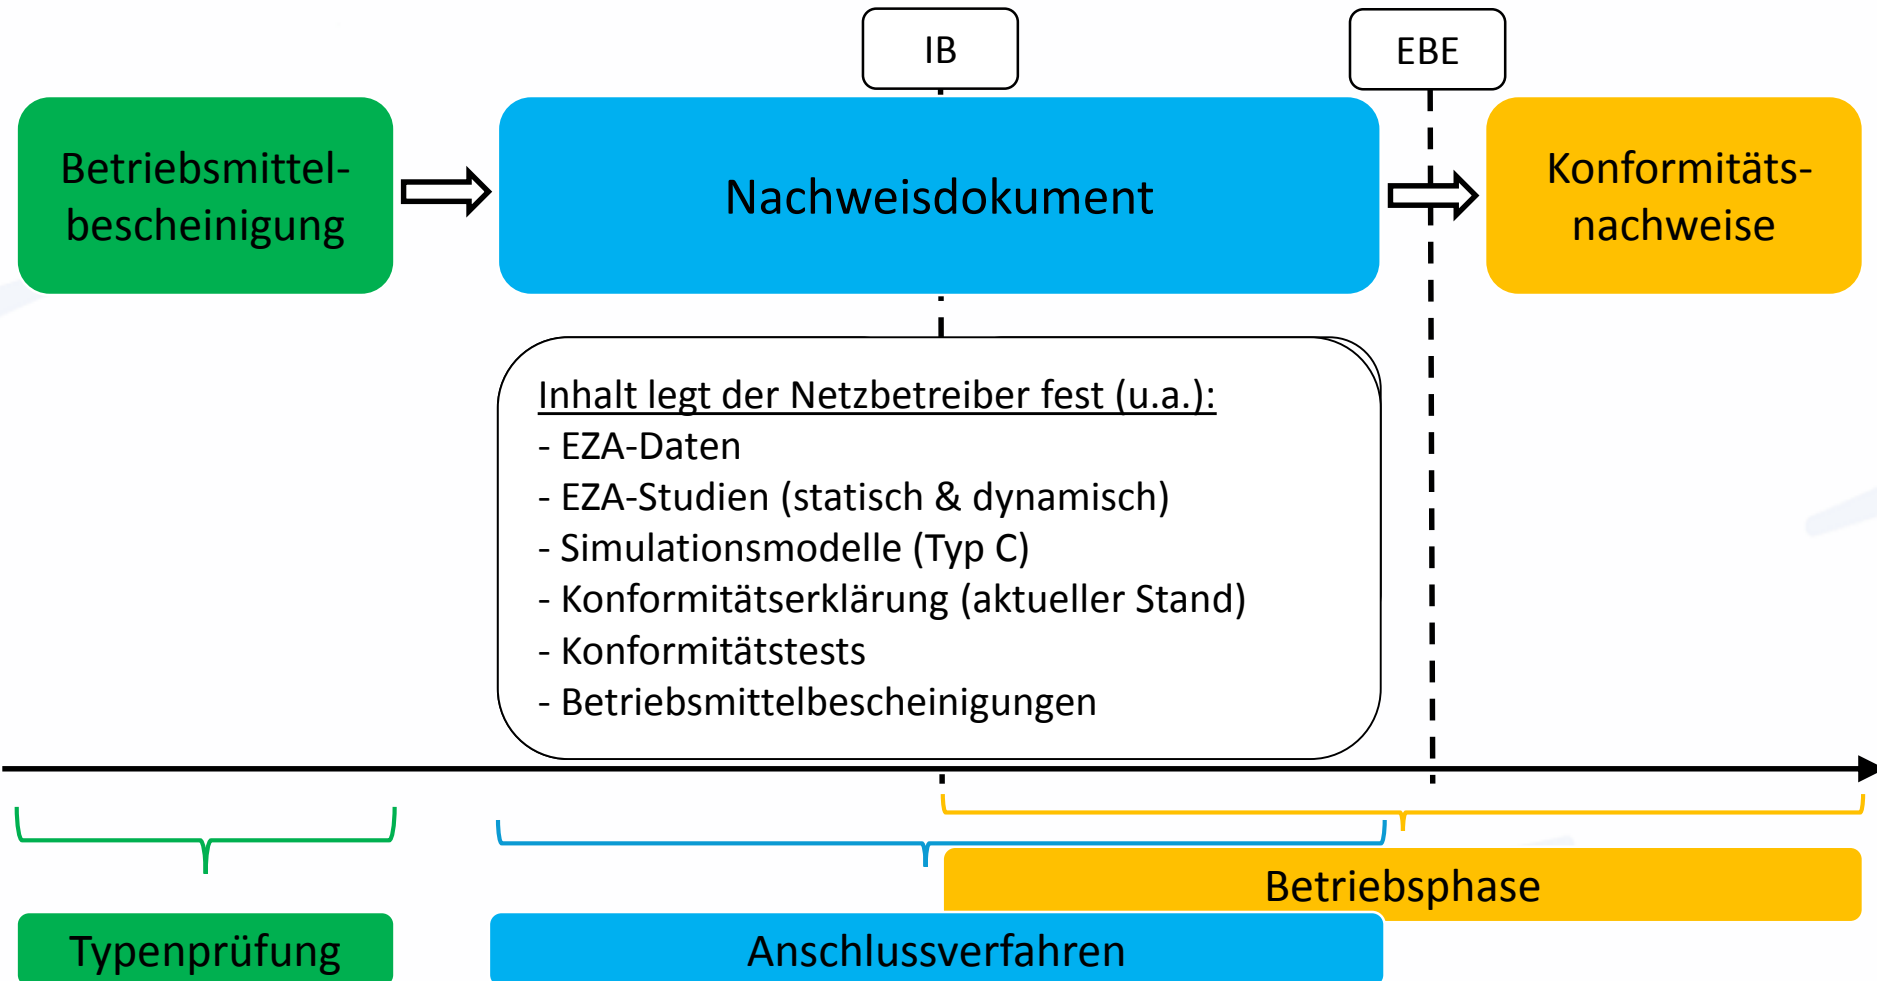 IB
EBE
Betriebsmittel-
bescheinigung
Nachweisdokument
Konformitäts-
nachweise
Inhalt legt der Netzbetreiber fest (u.a.):
- EZA-Daten
- EZA-Studien (statisch & dynamisch)
- Simulationsmodelle (Typ C)
- Konformitätserklärung (aktueller Stand)
- Konformitätstests
- Betriebsmittelbescheinigungen
Betriebsphase
Typenprüfung
Anschlussverfahren